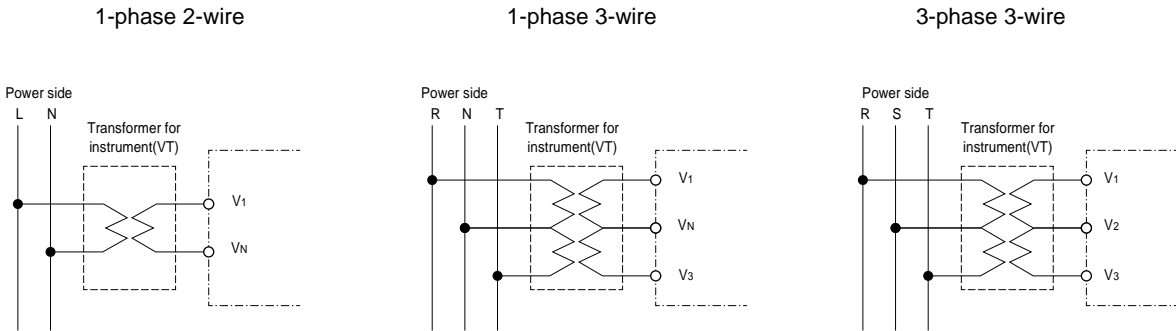 1-phase 2-wire
Power side
L N
Transformer for
instrument(VT)
V1
VN
1-phase 3-wire
Power side
R N T
Transformer for
instrument(VT)
V1
VN
V3
3-phase 3-wire
Power side
R S T
Transformer for
instrument(VT)
V1
V2
V3